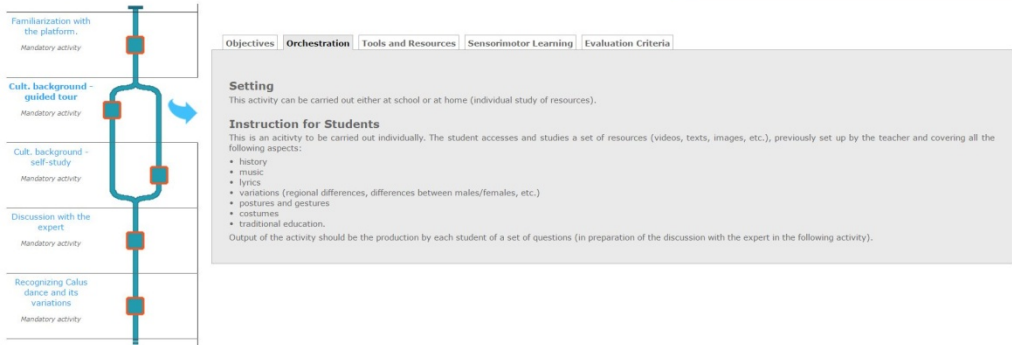 Familiarization with
the platform.
Mandatory activity
Cult. background -
guided tour
Mandatory activity
Cult. background -
self-study
Mandatory activity
Discussion with the
expert
Mandatory activity
Recognizing Calus
dance and its
variations
Mandatory activity
Objectives Orchestration Tools and Resources Sensorimotor Learning Evaluation Criteria
Setting
This activity can be carried out either at school or at home (individual study of resources).
Instruction for Students
This is an acitivty to be carried out individually. The student accesses and studies a set of resources (videos, texts, images, etc.), previously set up by the teacher and covering all the
following aspects:
• history
• music
• lyrics
• variations (regional differences, differences between males/females, etc.)
• postures and gestures
• costumes
• traditional education.
Output of the activity should be the production by each student of a set of questions (in preparation of the discussion with the expert in the following activity).